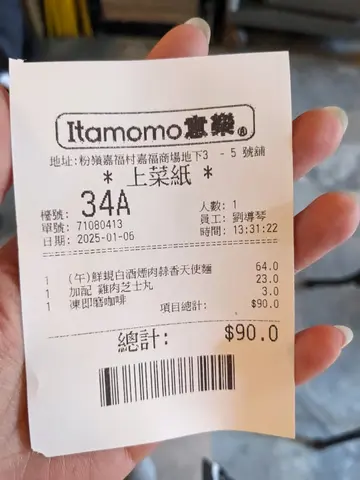 Itamomo意樂®
地址:粉嶺嘉福村嘉福商場地下3 -5 號舖
* 上菜紙 *
檯號: 34A 人數: 1
單號: 71080413 員工: 劉導琴
日期: 2025-01-06 時間: 13:31:22
1 (午)鮮蜆白酒煙肉蒜香天使麵 64.0
1 加配 雞肉芝士丸 23.0
1 凍即磨咖啡 3.0
項目總計: $90.0
總計: $90.0